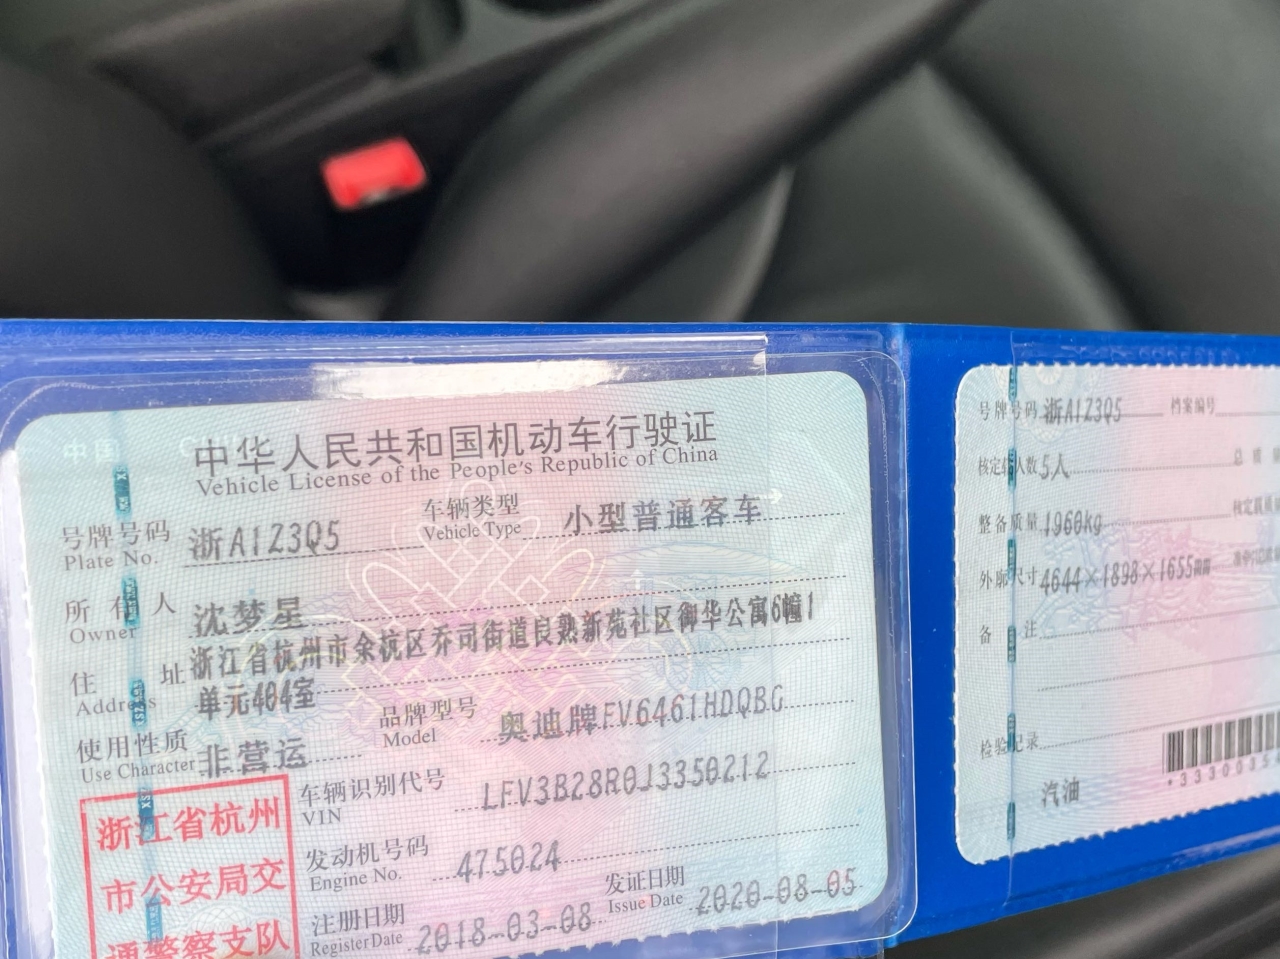 中华人民共和国机动车行驶证
Vehicle License of the People's Republic of China
号牌号码 浙A1Z3Q5 车辆类型 小型普通客车
Plate No. Vehicle Type
所有人 沈梦星
Owner
住址 浙江省杭州市余杭区乔司街道良熟新苑社区御华公寓6幢1
Address 单元404室
使用性质 非营运 品牌型号 奥迪牌FV6461HDQBG
Use Character Model
浙江省杭州
市公安局交
通警察支队
车辆识别代号 LFV3B28R0J3350212
VIN
发动机号码 475024
Engine No.
注册日期 2018-03-08 发证日期 2020-08-05
Register Date Issue Date
号牌号码 浙A1Z3Q5 档案编号
核定载人数 5人
整备质量 1960kg
外廓尺寸 4644×1898×1655mm
备注
检验记录
汽油